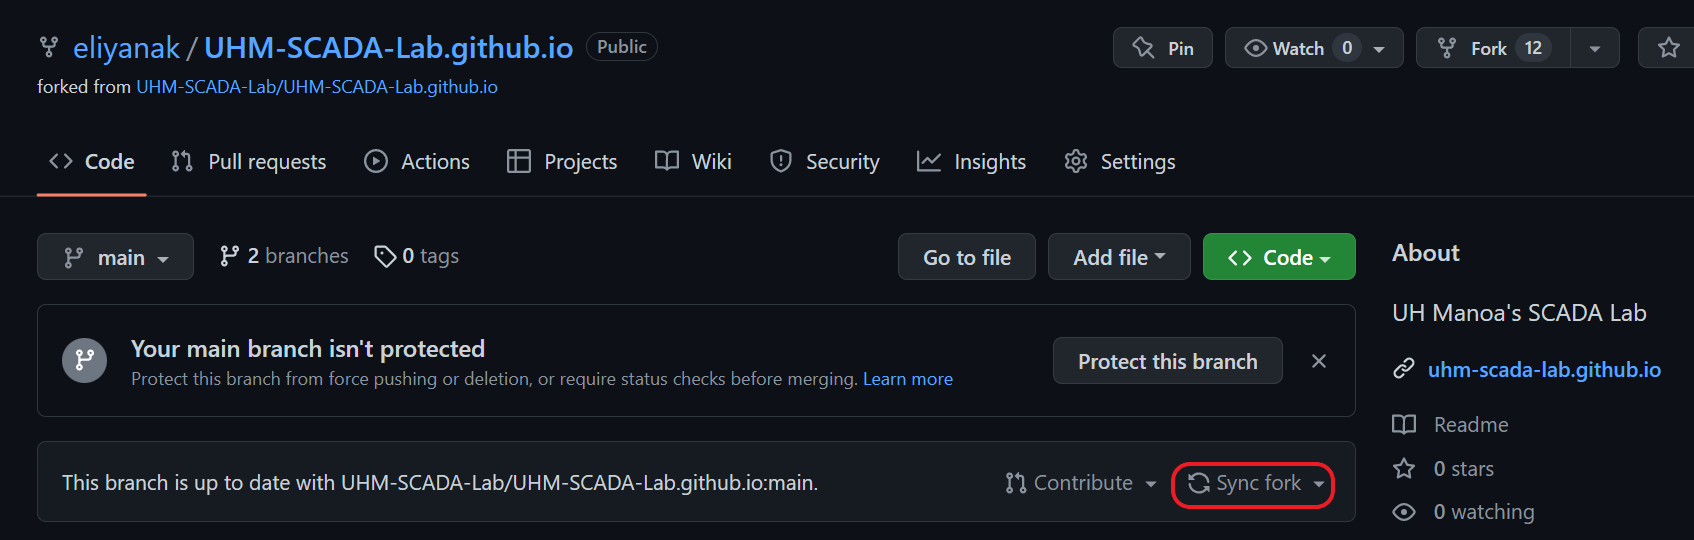 eliyanak / UHM-SCADA-Lab.github.io Public Pin Watch 0 Fork 12
forked from UHM-SCADA-Lab/UHM-SCADA-Lab.github.io
Code Pull requests Actions Projects Wiki Security Insights Settings
main 2 branches 0 tags Go to file Add file Code
About
Your main branch isn't protected
Protect this branch from force pushing or deletion, or require status checks before merging. Learn more
Protect this branch
UH Manoa's SCADA Lab
uhm-scada-lab.github.io
Readme
0 stars
0 watching
This branch is up to date with UHM-SCADA-Lab/UHM-SCADA-Lab.github.io:main. Contribute Sync fork